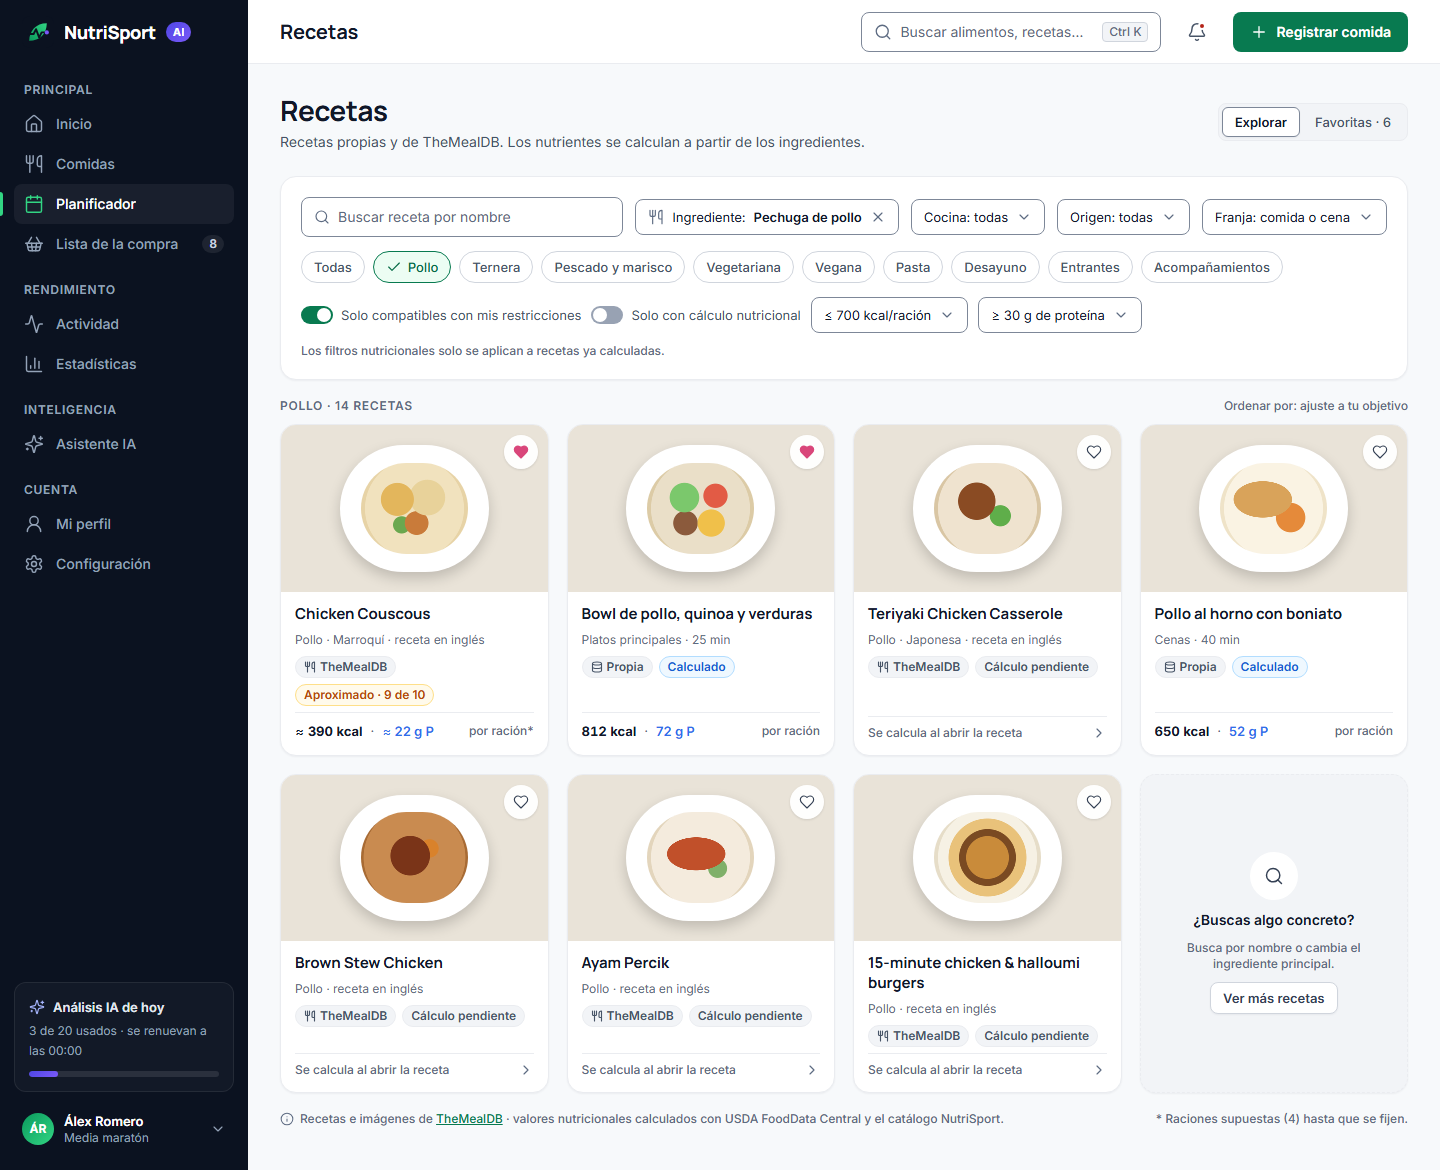 NutriSport AI
PRINCIPAL
Inicio
Comidas
Planificador
Lista de la compra 8
RENDIMIENTO
Actividad
Estadísticas
INTELIGENCIA
Asistente IA
CUENTA
Mi perfil
Configuración
Análisis IA de hoy
3 de 20 usados · se renuevan a
las 00:00
ÁR
Álex Romero
Media maratón
Recetas
Buscar alimentos, recetas... Ctrl K
Registrar comida
Recetas
Recetas propias y de TheMealDB. Los nutrientes se calculan a partir de los ingredientes.
Explorar Favoritas · 6
Buscar receta por nombre Ingrediente: Pechuga de pollo Cocina: todas Origen: todas Franja: comida o cena
Todas Pollo Ternera Pescado y marisco Vegetariana Vegana Pasta Desayuno Entrantes Acompañamientos
Solo compatibles con mis restricciones Solo con cálculo nutricional ≤ 700 kcal/ración ≥ 30 g de proteína
Los filtros nutricionales solo se aplican a recetas ya calculadas.
POLLO · 14 RECETAS Ordenar por: ajuste a tu objetivo
Chicken Couscous
Pollo · Marroquí · receta en inglés
TheMealDB
Aproximado · 9 de 10
≈ 390 kcal · ≈ 22 g P por ración*
Bowl de pollo, quinoa y verduras
Platos principales · 25 min
Propia Calculado
812 kcal · 72 g P por ración
Teriyaki Chicken Casserole
Pollo · Japonesa · receta en inglés
TheMealDB Cálculo pendiente
Se calcula al abrir la receta
Pollo al horno con boniato
Cenas · 40 min
Propia Calculado
650 kcal · 52 g P por ración
Brown Stew Chicken
Pollo · receta en inglés
TheMealDB Cálculo pendiente
Se calcula al abrir la receta
Ayam Percik
Pollo · receta en inglés
TheMealDB Cálculo pendiente
Se calcula al abrir la receta
15-minute chicken & halloumi
burgers
Pollo · receta en inglés
TheMealDB Cálculo pendiente
Se calcula al abrir la receta
¿Buscas algo concreto?
Busca por nombre o cambia el
ingrediente principal.
Ver más recetas
Recetas e imágenes de TheMealDB · valores nutricionales calculados con USDA FoodData Central y el catálogo NutriSport.
* Raciones supuestas (4) hasta que se fijen.